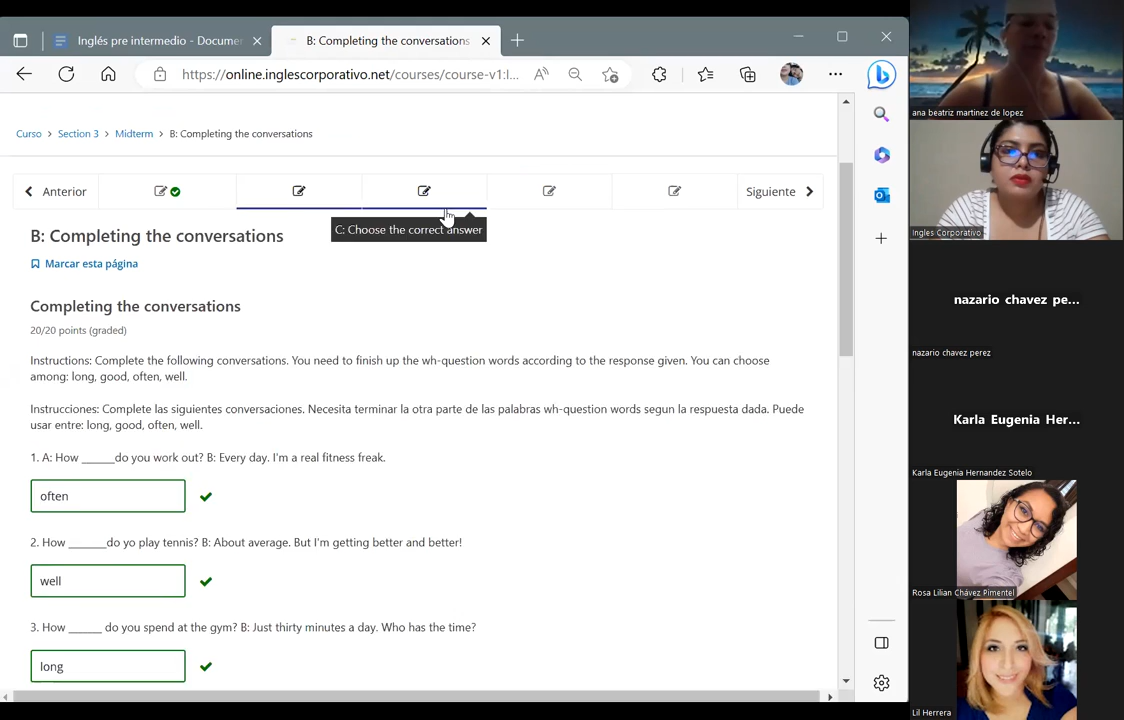 Inglés pre intermedio - Docume
B: Completing the conversations
https://online.inglescorporativo.net/courses/course-v1:I...
Curso > Section 3 > Midterm > B: Completing the conversations
Anterior
Siguiente
C: Choose the correct answer
B: Completing the conversations
Marcar esta página
Completing the conversations
20/20 points (graded)
Instructions: Complete the following conversations. You need to finish up the wh-question words according to the response given. You can choose
among: long, good, often, well.
Instrucciones: Complete las siguientes conversaciones. Necesita terminar la otra parte de las palabras wh-question words segun la respuesta dada. Puede
usar entre: long, good, often, well.
1. A: How ______do you work out? B: Every day. I'm a real fitness freak.
often
2. How _______do yo play tennis? B: About average. But I'm getting better and better!
well
3. How ______ do you spend at the gym? B: Just thirty minutes a day. Who has the time?
long
ana beatriz martinez de lopez
Ingles Corporativo
nazario chavez pe...
nazario chavez perez
Karla Eugenia Her...
Karla Eugenia Hernandez Sotelo
Rosa Lilian Chávez Pimentel
Lil Herrera